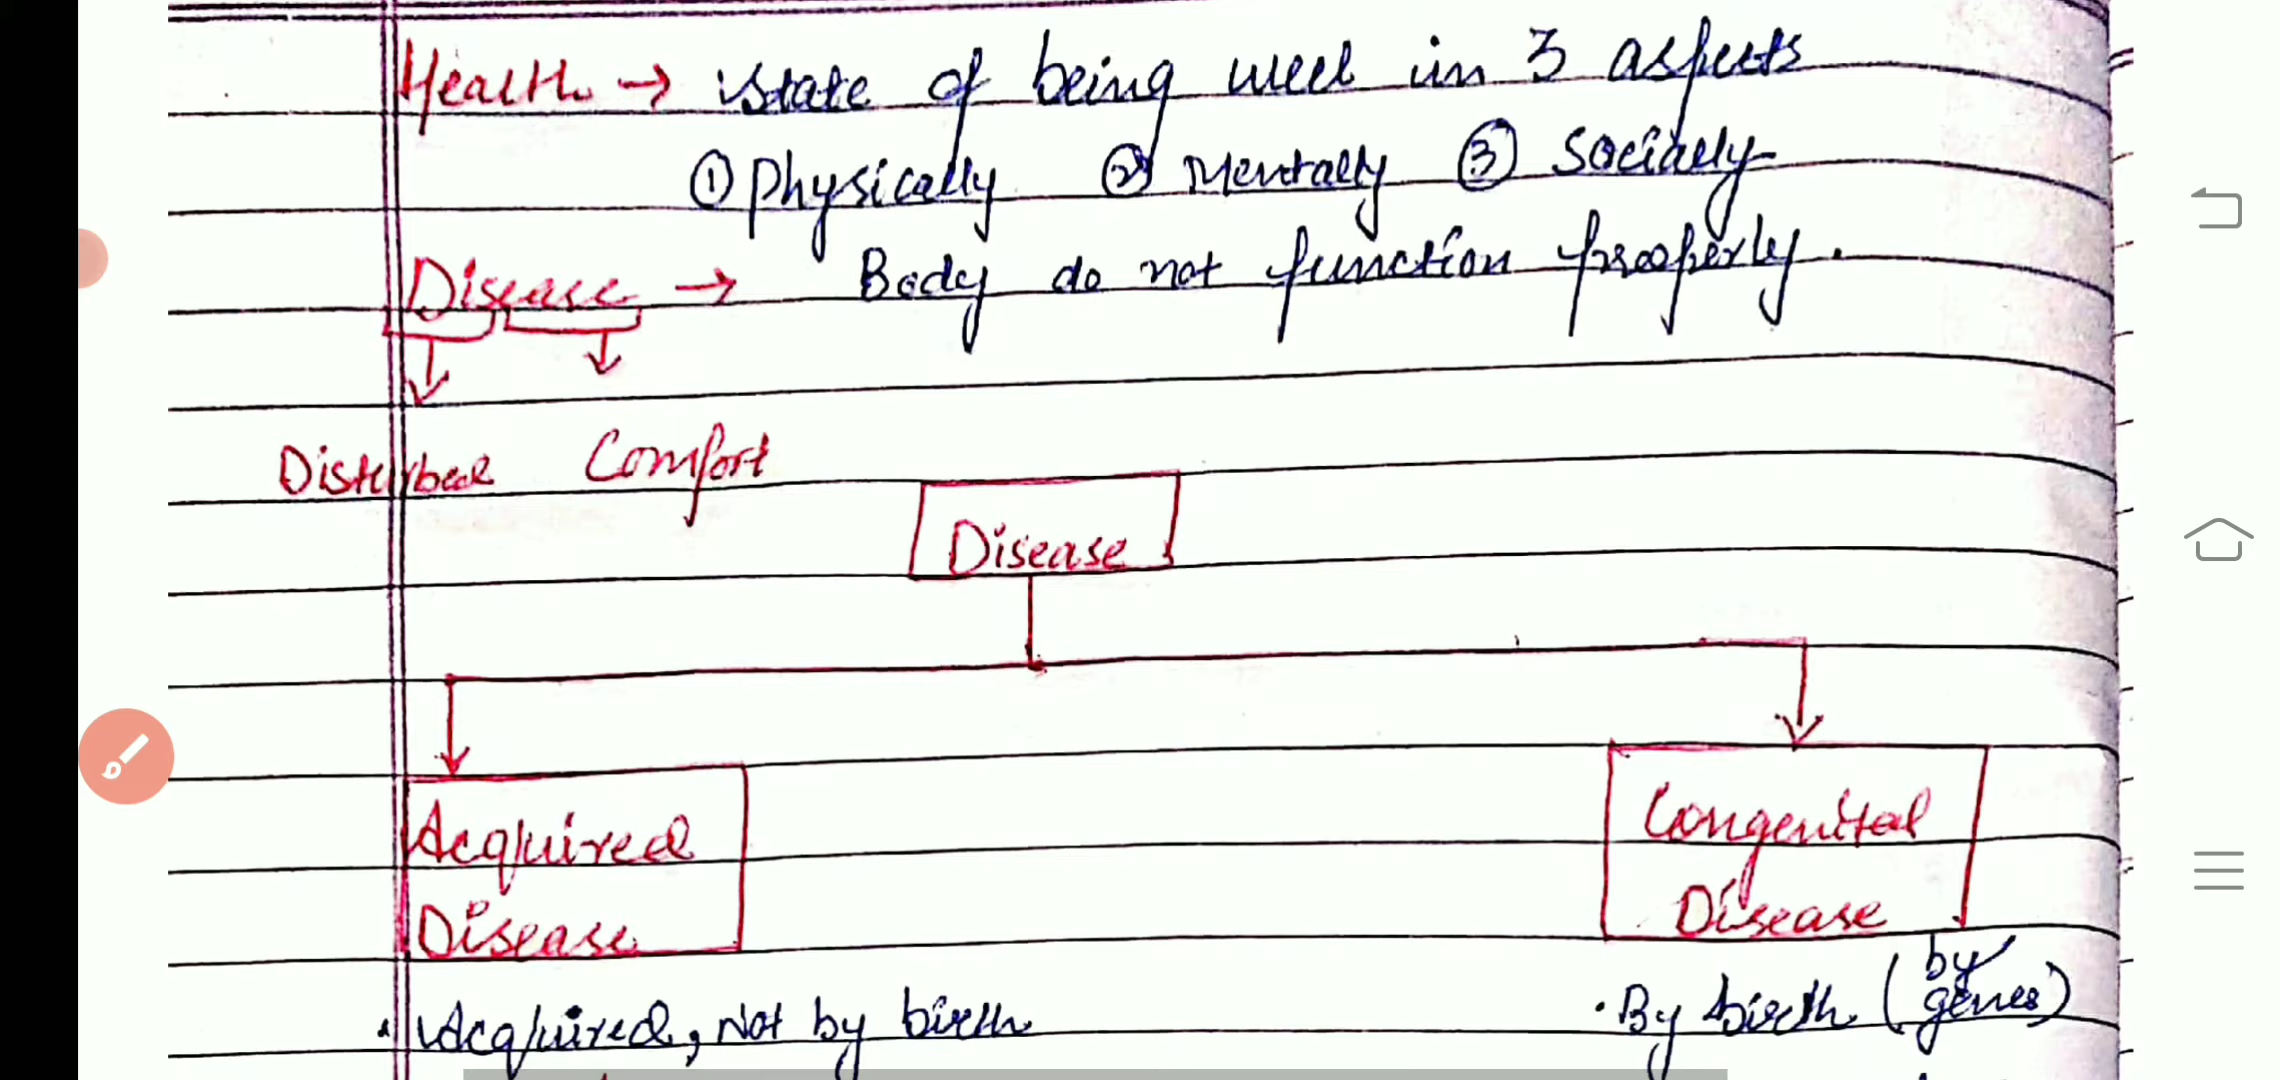 Health → State of being well in 3 aspects
① Physically ② Mentally ③ Socially
Disease → Body do not function properly.
Disturbed Comfort
Disease
Acquired Disease
Congenital Disease
Acquired, Not by birth
• By birth (by genes)